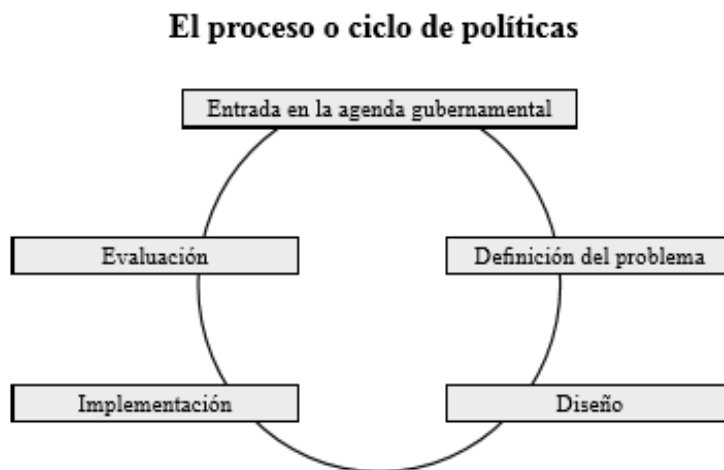 El proceso o ciclo de políticas
Entrada en la agenda gubernamental
Evaluación
Definición del problema
Implementación
Diseño